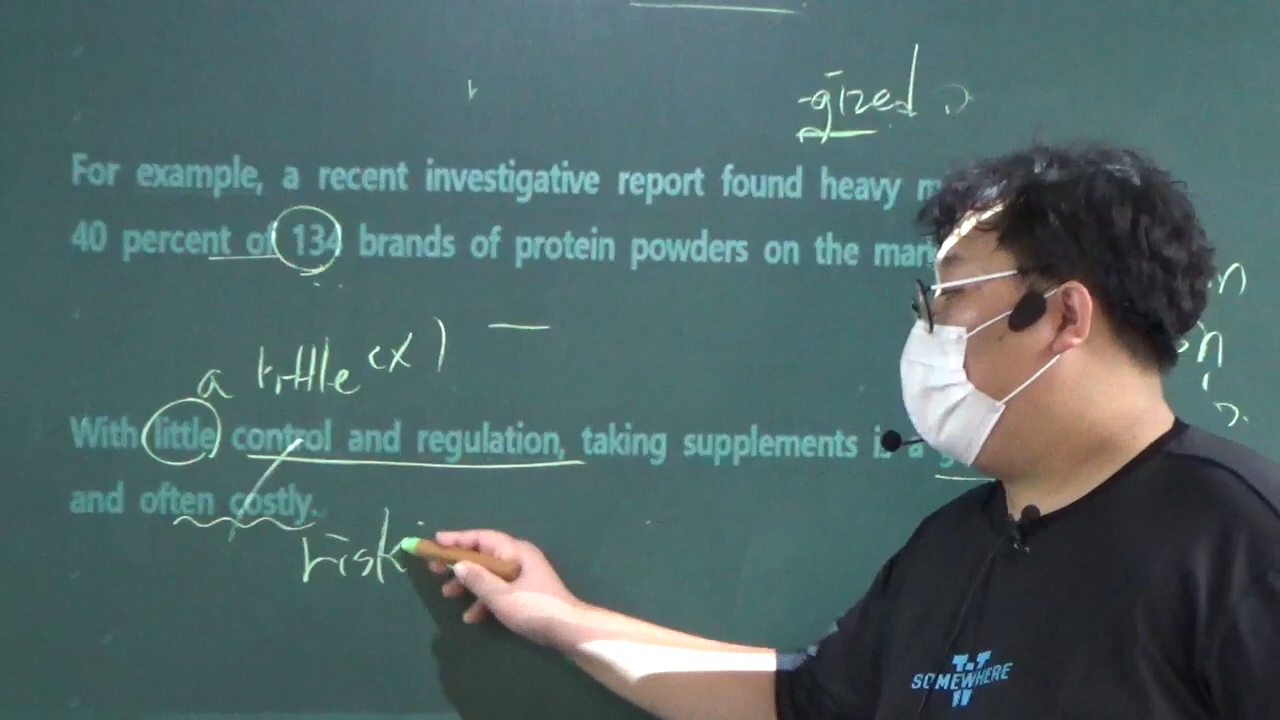 -gized
For example, a recent investigative report found heavy
40 percent of 134 brands of protein powders on the
a little (x)
With little control and regulation, taking supplements is a
and often costly.
risk
SOMEWHERE